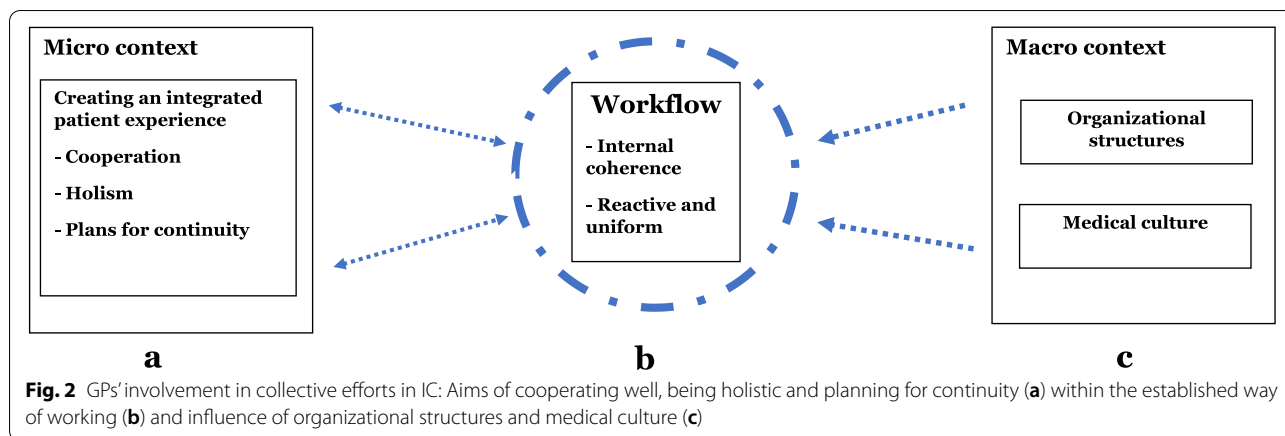 Micro context
Creating an integrated
patient experience
- Cooperation
- Holism
- Plans for continuity
a
Workflow
- Internal
coherence
- Reactive and
uniform
b
Macro context
Organizational
structures
Medical culture
c
Fig. 2 GPs’ involvement in collective efforts in IC: Aims of cooperating well, being holistic and planning for continuity (a) within the established way
of working (b) and influence of organizational structures and medical culture (c)